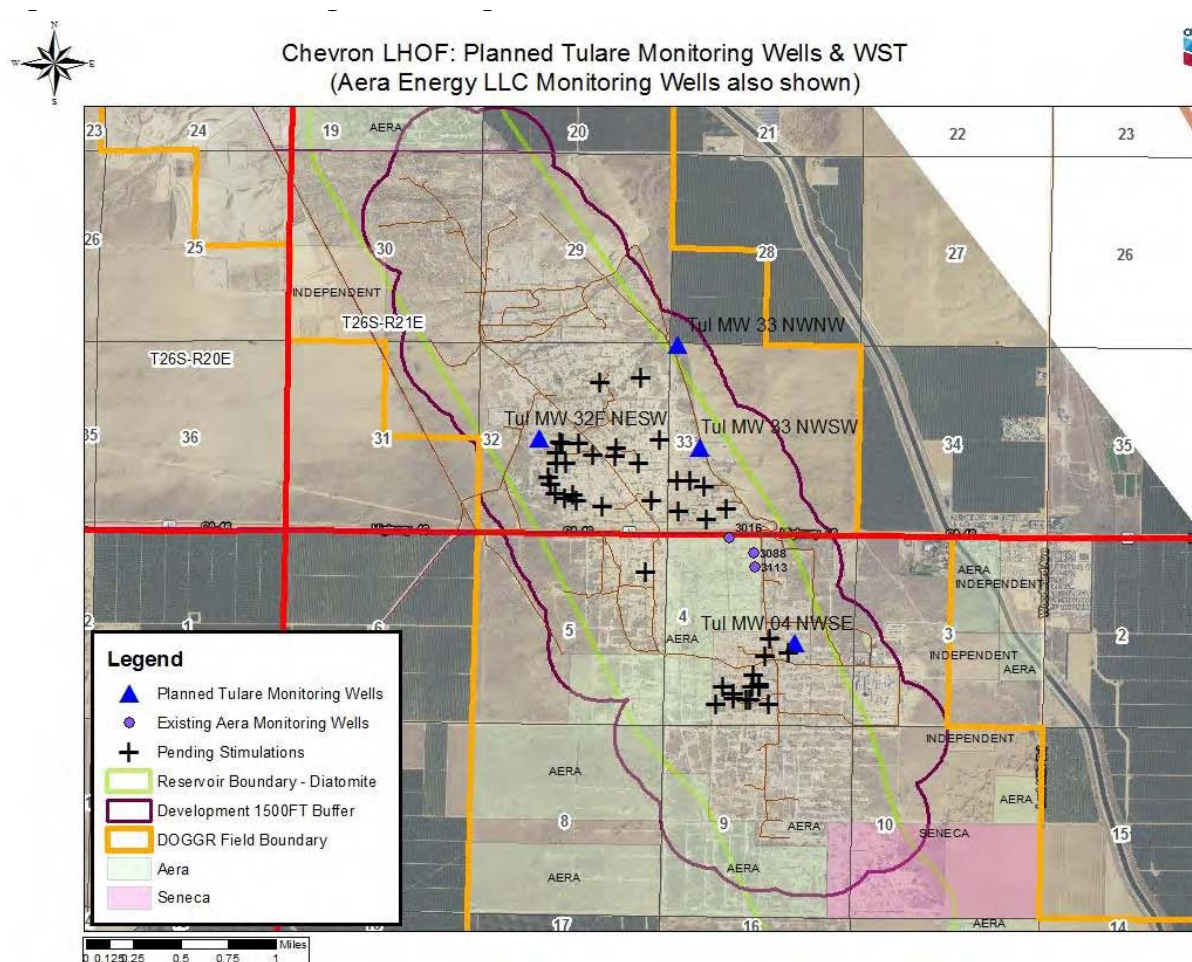 Chevron LHOF: Planned Tulare Monitoring Wells & WST
(Aera Energy LLC Monitoring Wells also shown)
N
W E
S
23 24 19 AERA 20 21 22 23
26 25 30 29 28 27 26
INDEPENDENT
T26S-R21E
T26S-R20E
Tul MW 33 NWNW
Tul MW 32F NESW
Tul MW 33 NWSW
35 36 31 32 33 34 35
3016
3088
3113
AERA
INDEPENDENT
1 6 5 4 3 2
AERA
Tul MW 04 NWSE
INDEPENDENT
AERA
INDEPENDENT
AERA
AERA
8 9 10 15
AERA
SENECA
AERA
AERA
17 16 14
AERA
Legend
Planned Tulare Monitoring Wells
Existing Aera Monitoring Wells
Pending Stimulations
Reservoir Boundary - Diatomite
Development 1500FT Buffer
DOGGR Field Boundary
Aera
Seneca
Miles
0 0.125 0.25 0.5 0.75 1